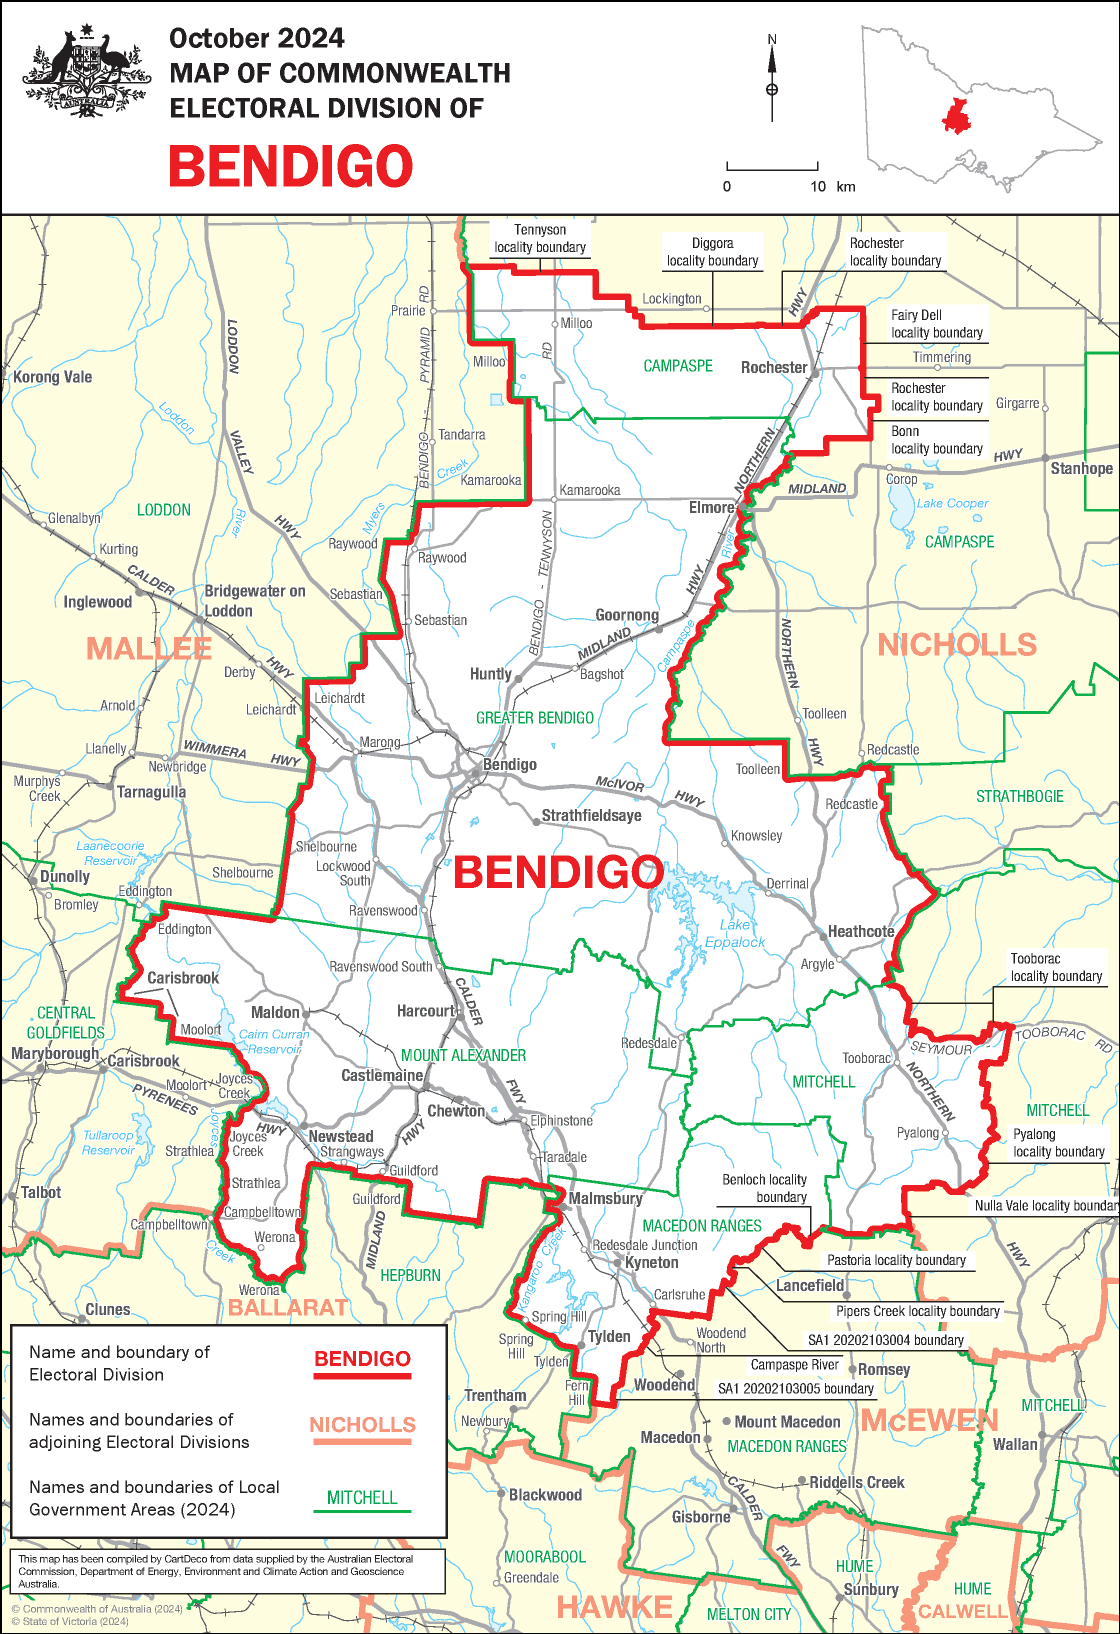 October 2024
MAP OF COMMONWEALTH
ELECTORAL DIVISION OF
BENDIGO
AUSTRALIA
N
0 10 km
Tennyson
locality boundary
Diggora
locality boundary
Rochester
locality boundary
Lockington
HWY
Prairie
PYRAMID RD
Milloo
Milloo
RD
CAMPASPE
Rochester
Fairy Dell
locality boundary
Timmering
Rochester
locality boundary
Girgarre
Bonn
locality boundary
HWY
Stanhope
Korong Vale
LODDON
Loddon
VALLEY
Tandarra
BENDIGO
Creek
Kamarooka
Kamarooka
NORTHERN
MIDLAND
Corop
Lake Cooper
CAMPASPE
LODDON
River
HWY
Myers
Glenalbyn
Kurting
CALDER
Raywood
Raywood
Elmore
River
HWY
BENDIGO - TENNYSON
Inglewood
Bridgewater on
Loddon
Sebastian
Sebastian
Goornong
MIDLAND
Campaspe
NORTHERN
MALLEE
NICHOLLS
Derby
HWY
Huntly
Bagshot
Arnold
Leichardt
Leichardt
GREATER BENDIGO
Toolleen
HWY
Llanelly
WIMMERA
HWY
Newbridge
Marong
Redcastle
Toolleen
Murphys
Creek
Tarnagulla
Bendigo
McIVOR
HWY
Redcastle
STRATHBOGIE
Strathfieldsaye
Knowsley
Laanecoorie
Reservoir
Shelbourne
Lockwood
South
Shelbourne
BENDIGO
Derrinal
Dunolly
Eddington
Bromley
Ravenswood
Lake
Eppalock
Heathcote
Eddington
Argyle
Ravenswood South
Tooborac
locality boundary
Carisbrook
CALDER
CENTRAL
GOLDFIELDS
Maldon
Harcourt
Moolort
Cairn Curran
Reservoir
Redesdale
SEYMOUR
TOOBORAC RD
Maryborough
Carisbrook
MOUNT ALEXANDER
Tooborac
Castlemaine
Moolort
Joyces
Creek
PYRENEES
FWY
MITCHELL
NORTHERN
MITCHELL
Chewton
Elphinstone
Tullaroop
Reservoir
Joyces
HWY
Newstead
HWY
Pyalong
Pyalong
locality boundary
Joyces
Creek
Strangways
Taradale
Strathlea
Guildford
Strathlea
Talbot
Guildford
Malmsbury
Benloch locality
boundary
Nulla Vale locality boundary
Campbelltown
Campbelltown
MACEDON RANGES
Creek
Werona
MIDLAND
Kangaroo Creek
Redesdale Junction
Kyneton
HWY
Pastoria locality boundary
HEPBURN
Werona
Lancefield
BALLARAT
Carlsruhe
Clunes
Pipers Creek locality boundary
Spring Hill
Spring
Hill
Tylden
Woodend
North
SA1 20202103004 boundary
Tylden
Campaspe River
Romsey
Fern
Hill
Woodend
SA1 20202103005 boundary
Trentham
Newbury
Mount Macedon
McEWEN
MITCHELL
Macedon
MACEDON RANGES
Wallan
Name and boundary of
Electoral Division
BENDIGO
Names and boundaries of
adjoining Electoral Divisions
NICHOLLS
Names and boundaries of Local
Government Areas (2024)
MITCHELL
Blackwood
Riddells Creek
CALDER
Gisborne
MOORABOOL
FWY
HUME
Greendale
Sunbury
HUME
HAWKE
MELTON CITY
CALWELL
This map has been compiled by CartDeco from data supplied by the Australian Electoral
Commission, Department of Energy, Environment and Climate Action and Geoscience
Australia.
© Commonwealth of Australia (2024)
© State of Victoria (2024)